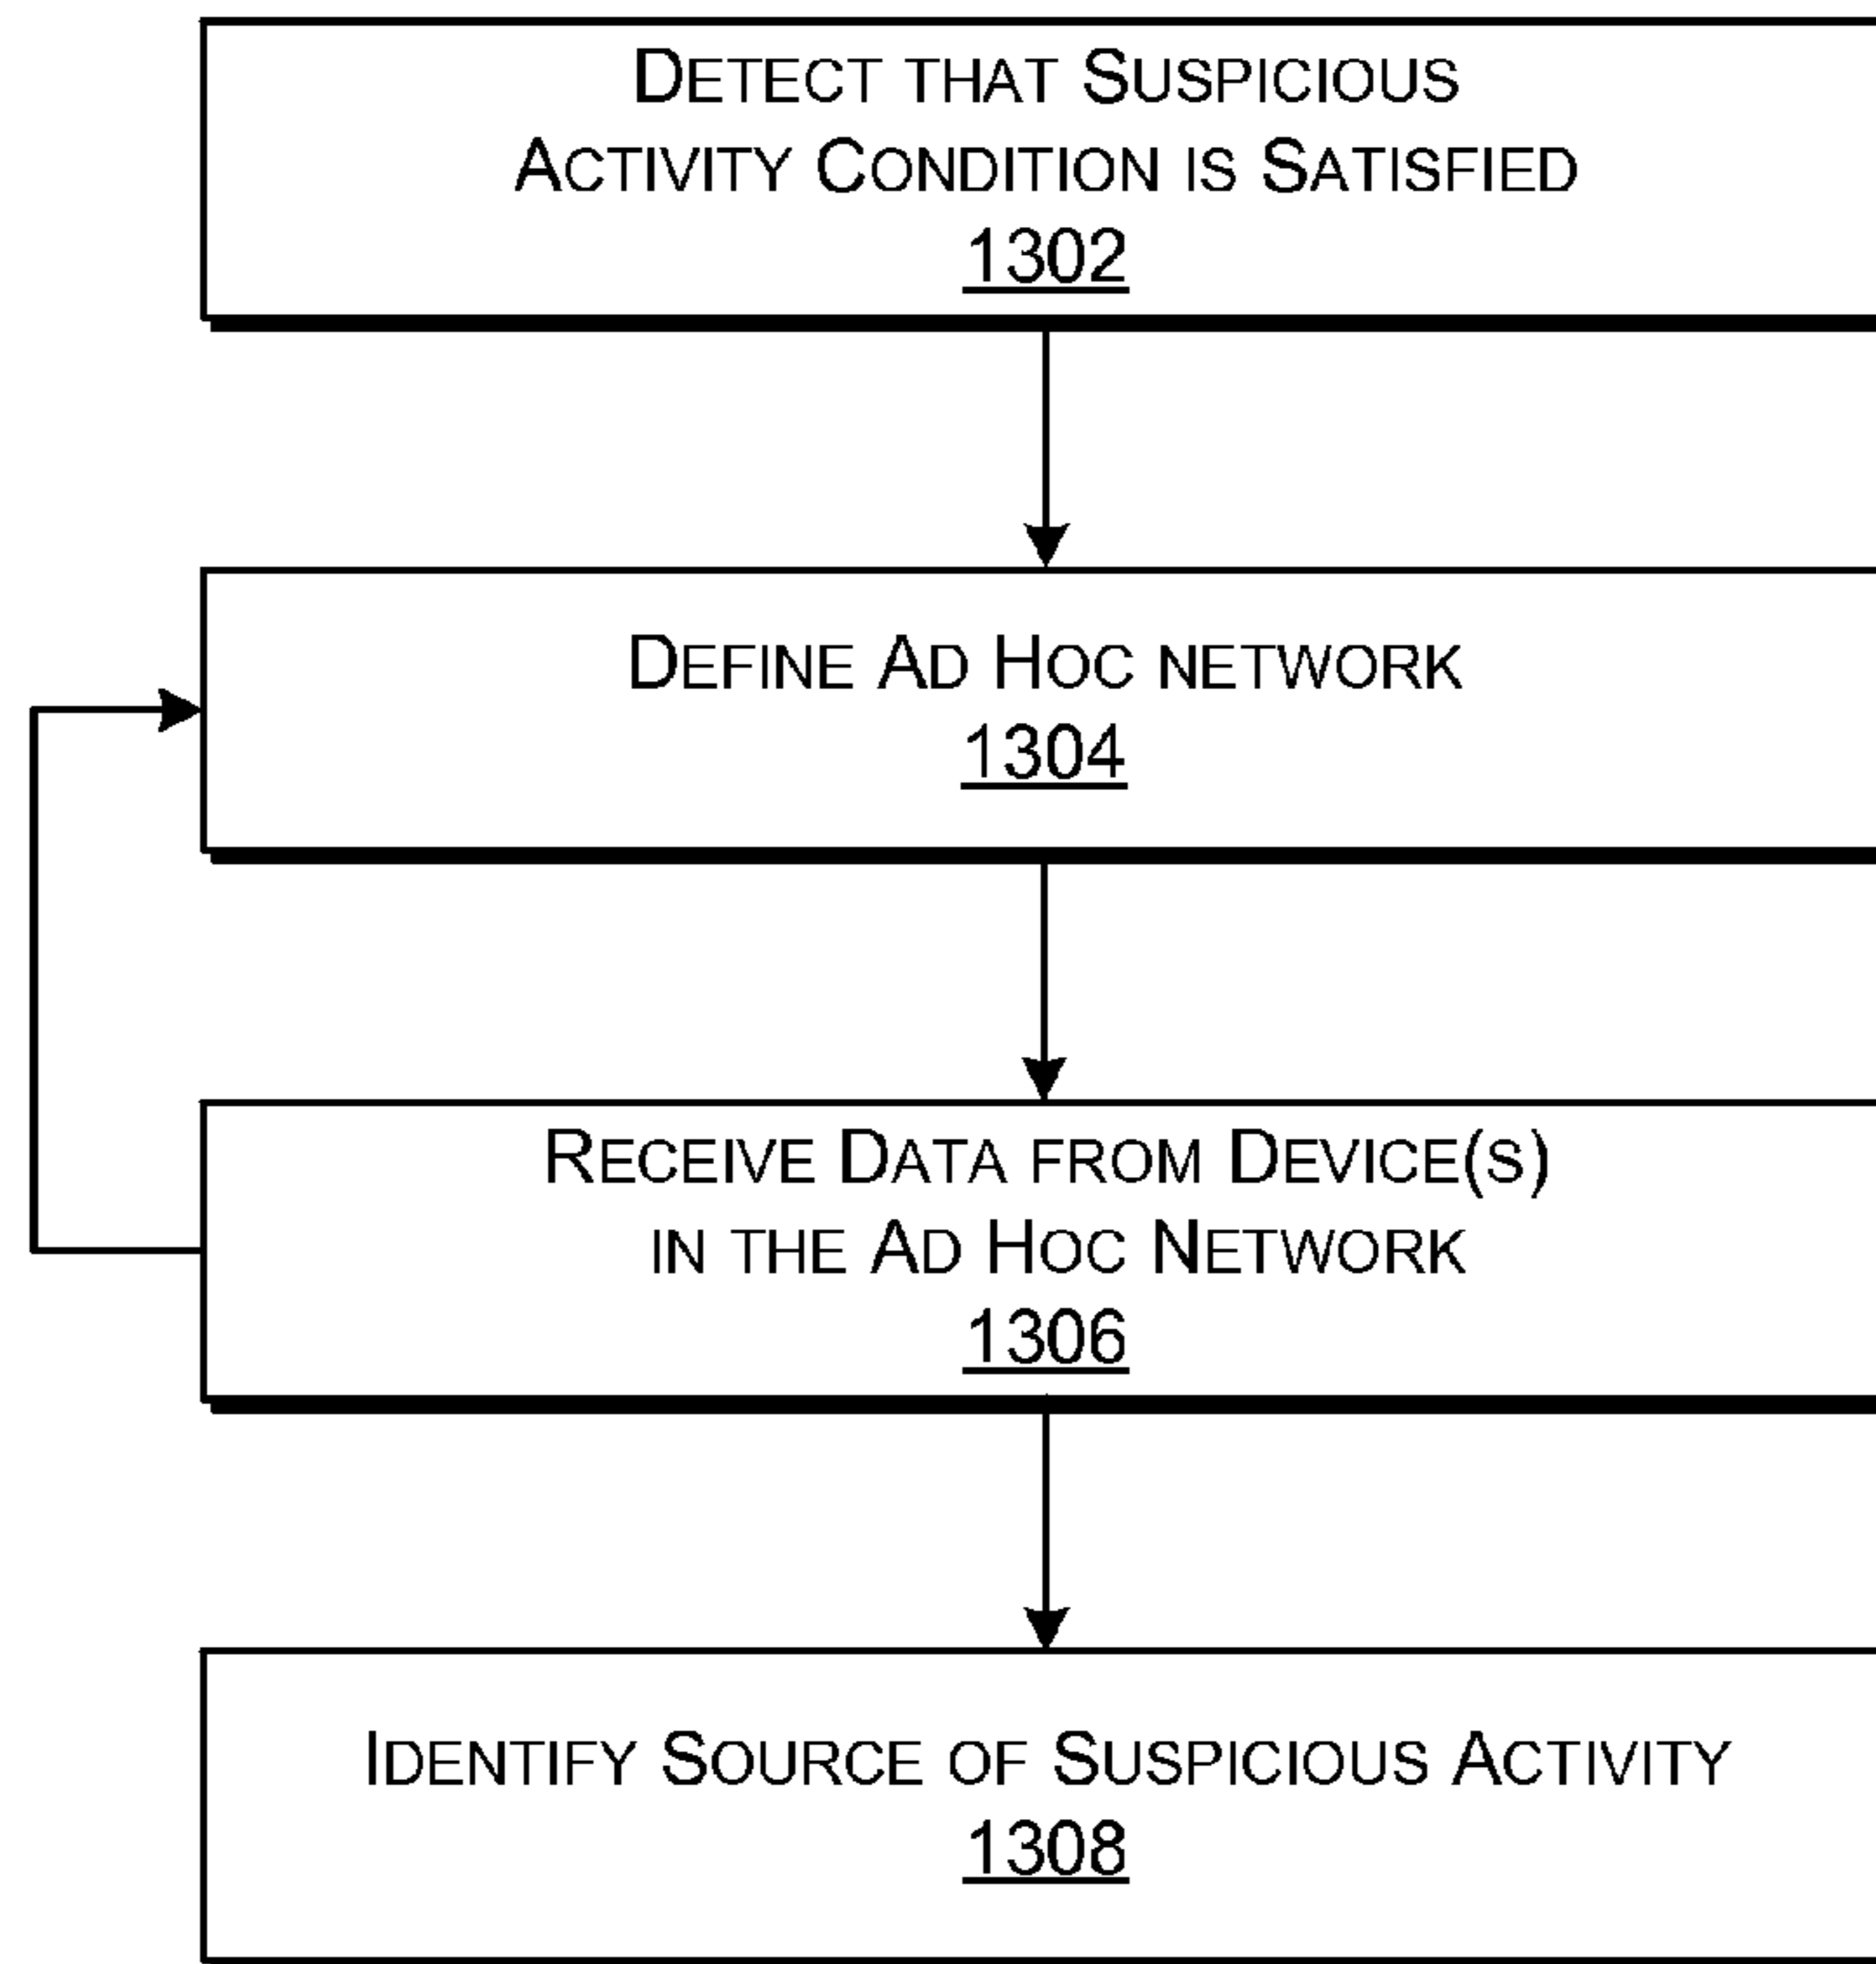 DETECT THAT SUSPICIOUS
ACTIVITY CONDITION IS SATISFIED
1302
DEFINE AD HOC NETWORK
1304
RECEIVE DATA FROM DEVICE(S)
IN THE AD HOC NETWORK
1306
IDENTIFY SOURCE OF SUSPICIOUS ACTIVITY
1308